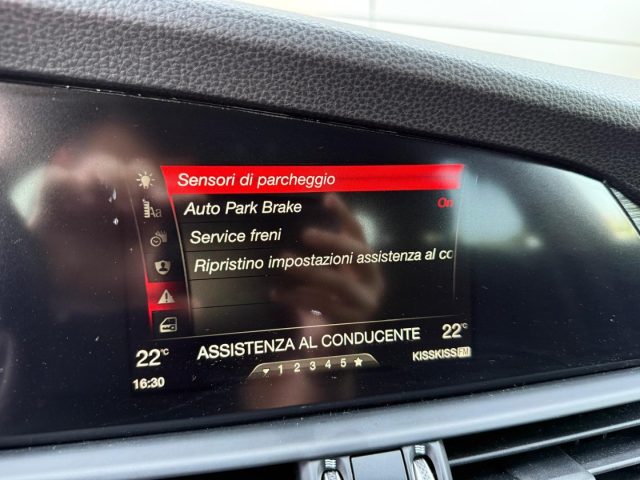 Sensori di parcheggio
Auto Park Brake On
Service freni
Ripristino impostazioni assistenza al co
Aa
ASSISTENZA AL CONDUCENTE
22°C 22°C
1 2 3 4 5
16:30 KISSKISS FM